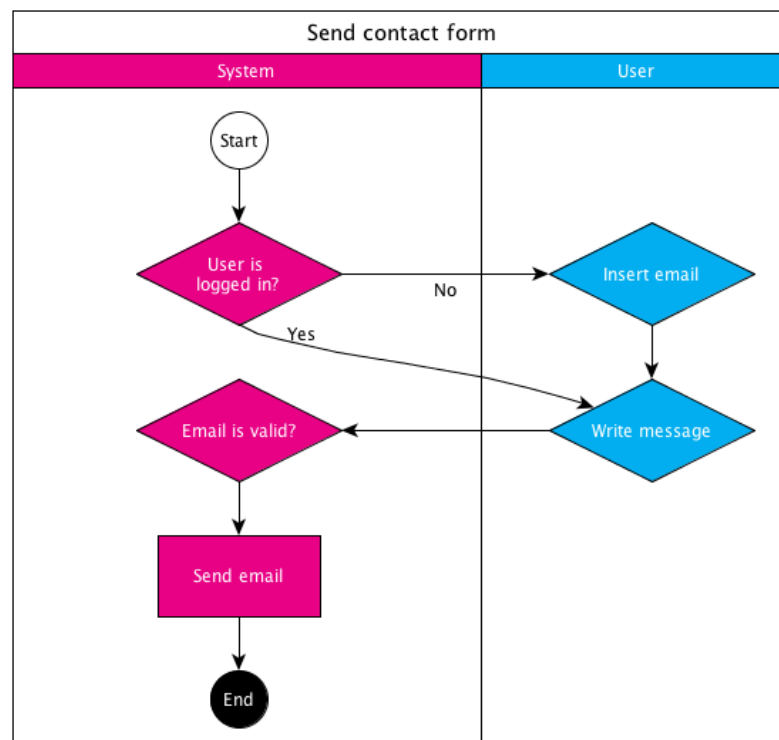 Send contact form
System
User
Start
User is
logged in?
No
Insert email
Yes
Email is valid?
Write message
Send email
End